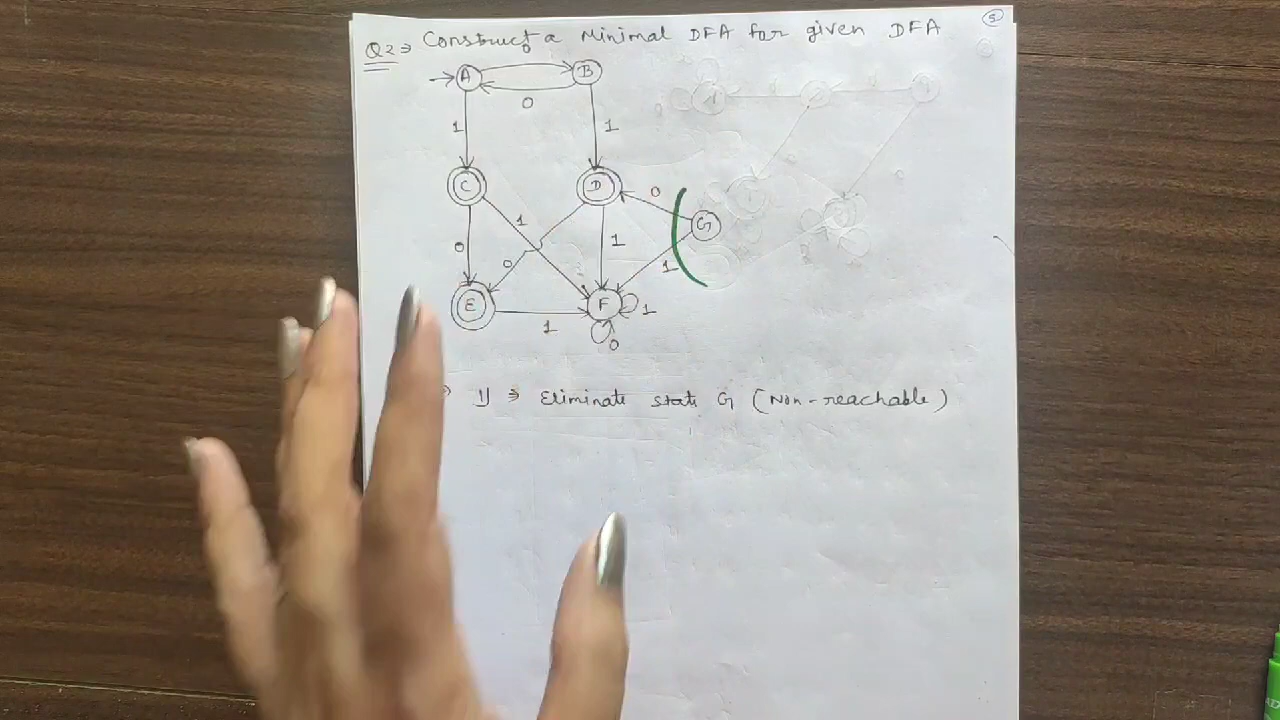 5
Q2⇒ Construct a Minimal DFA for given DFA
A B
0
1 1
C D 0 G
1 1
0 0 1
E F 1
1 0
1) ⇒ Eliminate state G (Non-reachable)